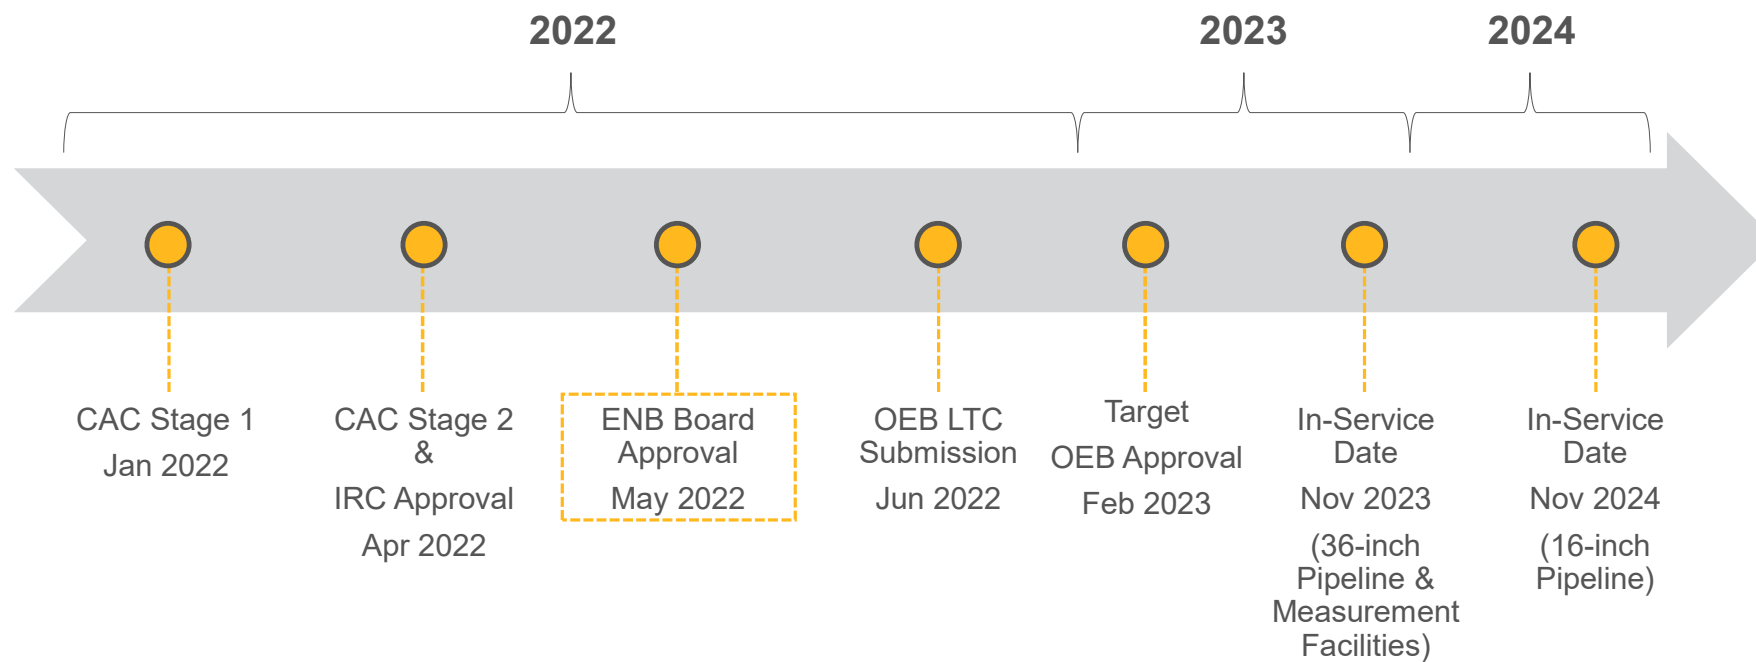 2022
2023
2024
CAC Stage 1
Jan 2022
CAC Stage 2
&
IRC Approval
Apr 2022
ENB Board
Approval
May 2022
OEB LTC
Submission
Jun 2022
Target
OEB Approval
Feb 2023
In-Service
Date
Nov 2023
(36-inch
Pipeline &
Measurement
Facilities)
In-Service
Date
Nov 2024
(16-inch
Pipeline)